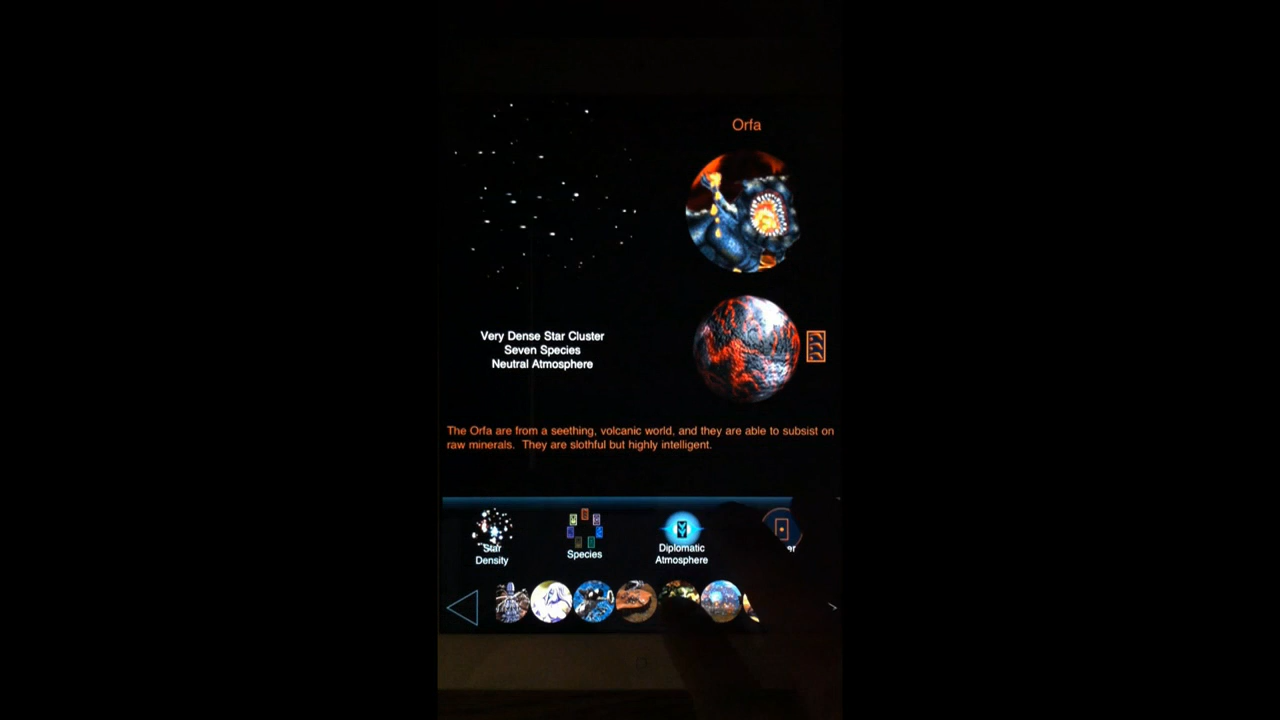 Orfa
Very Dense Star Cluster
Seven Species
Neutral Atmosphere
The Orfa are from a seething, volcanic world, and they are able to subsist on
raw minerals. They are slothful but highly intelligent.
Star
Density
Species
Diplomatic
Atmosphere